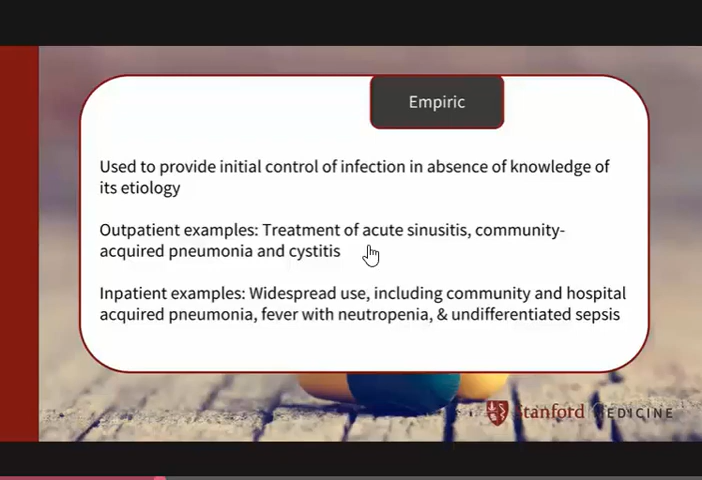 Empiric
Used to provide initial control of infection in absence of knowledge of
its etiology
Outpatient examples: Treatment of acute sinusitis, community-
acquired pneumonia and cystitis
Inpatient examples: Widespread use, including community and hospital
acquired pneumonia, fever with neutropenia, & undifferentiated sepsis
Stanford MEDICINE